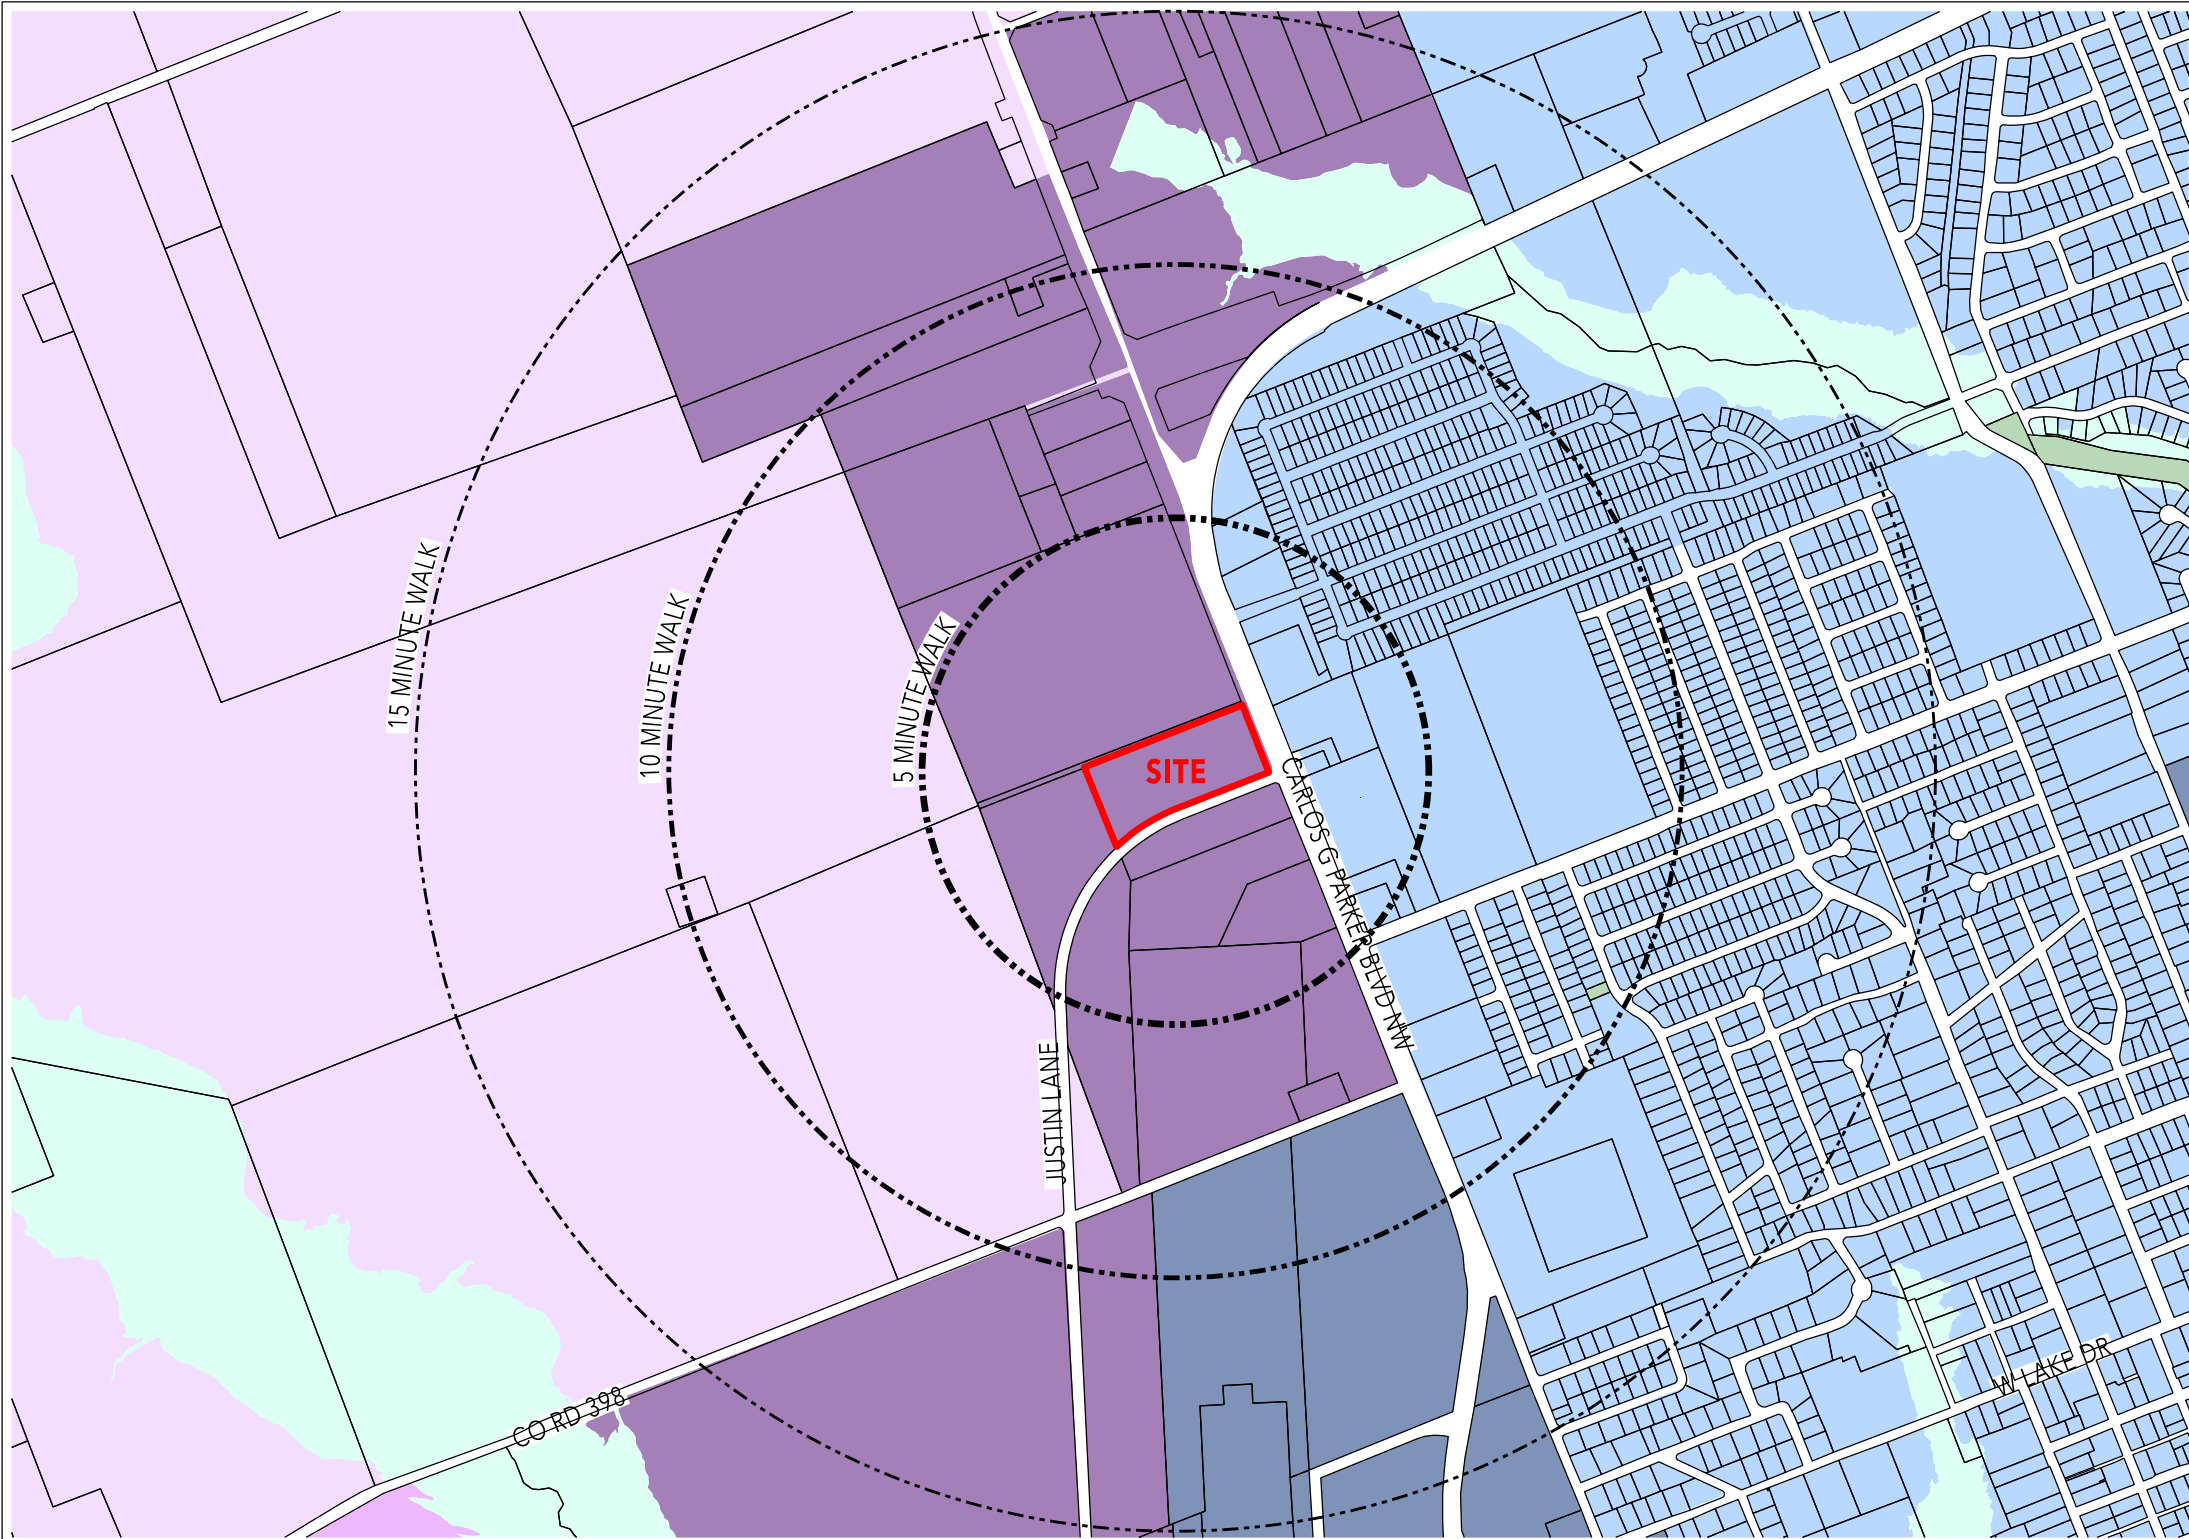 15 MINUTE WALK
10 MINUTE WALK
5 MINUTE WALK
SITE
CARLOS G PARKER BLVD NW
JUSTIN LANE
CO RD 398
W LAKE DR